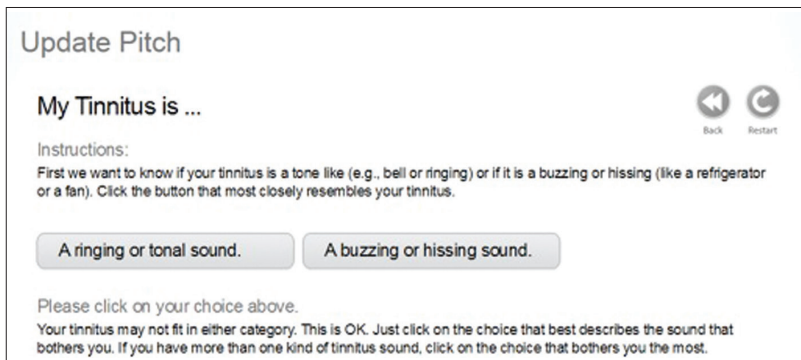 Update Pitch
My Tinnitus is ...
Back Restart
Instructions:
First we want to know if your tinnitus is a tone like (e.g., bell or ringing) or if it is a buzzing or hissing (like a refrigerator
or a fan). Click the button that most closely resembles your tinnitus.
A ringing or tonal sound. A buzzing or hissing sound.
Please click on your choice above.
Your tinnitus may not fit in either category. This is OK. Just click on the choice that best describes the sound that
bothers you. If you have more than one kind of tinnitus sound, click on the choice that bothers you the most.